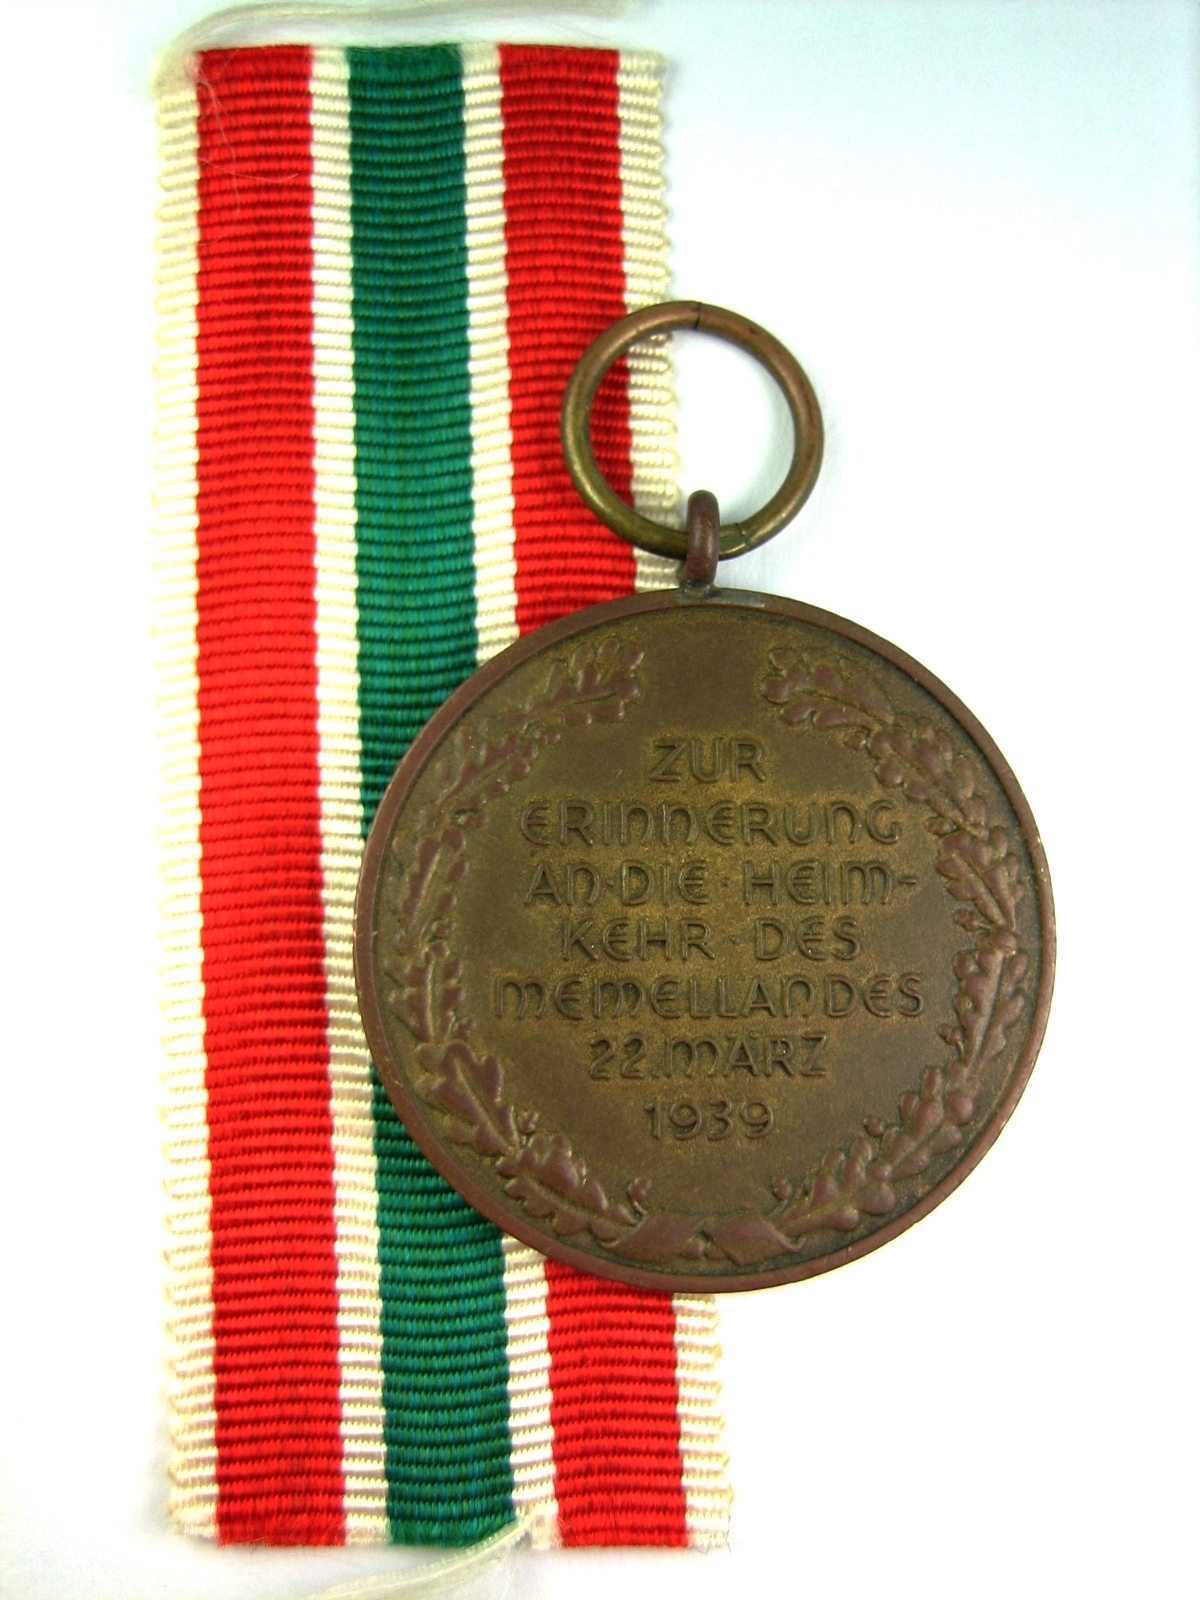 ZUR
ERINNERUNG
AN·DIE·HEIM-
KEHR·DES
MEMELLANDES
22.MÄRZ
1939